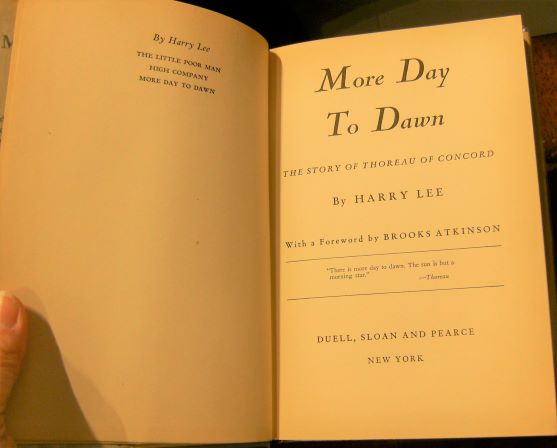 By Harry Lee
THE LITTLE POOR MAN
HIGH COMPANY
MORE DAY TO DAWN
More Day
To Dawn
THE STORY OF THOREAU OF CONCORD
By HARRY LEE
With a Foreword by BROOKS ATKINSON
"There is more day to dawn. The sun is but a
morning star." —Thoreau
DUELL, SLOAN AND PEARCE
NEW YORK